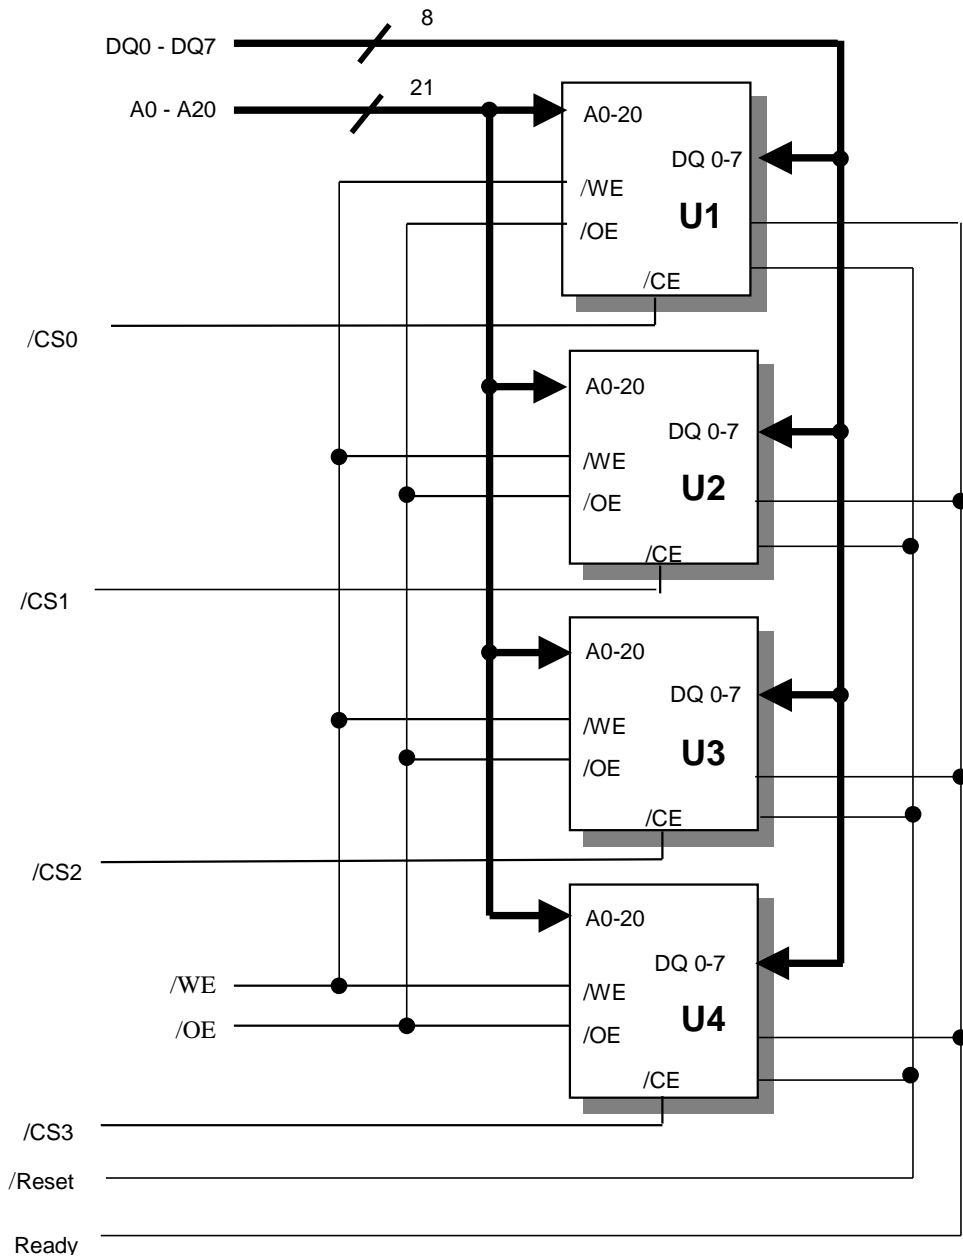 8
DQ0 - DQ7
21
A0 - A20
A0-20
DQ 0-7
/WE
U1
/OE
/CE
/CS0
A0-20
DQ 0-7
/WE
U2
/OE
/CE
/CS1
A0-20
DQ 0-7
/WE
U3
/OE
/CE
/CS2
A0-20
DQ 0-7
/WE
/WE
U4
/OE
/OE
/CE
/CS3
/Reset
Ready